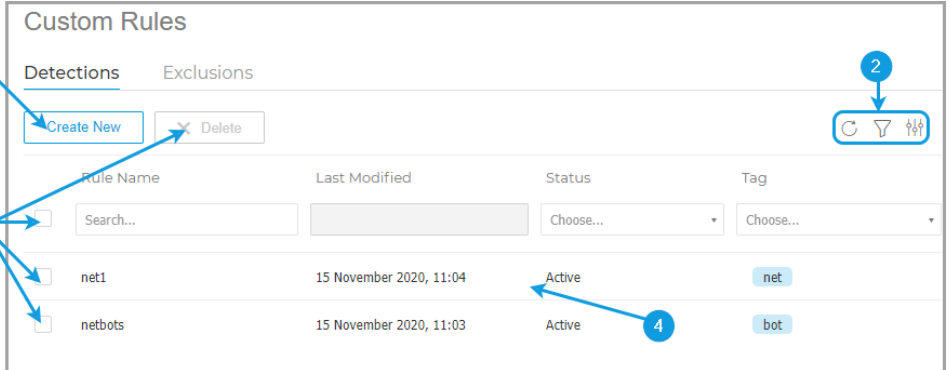 Custom Rules
Detections Exclusions
2
Create New Delete
Rule Name Last Modified Status Tag
Search... Choose... Choose...
net1 15 November 2020, 11:04 Active net
netbots 15 November 2020, 11:03 Active bot
4